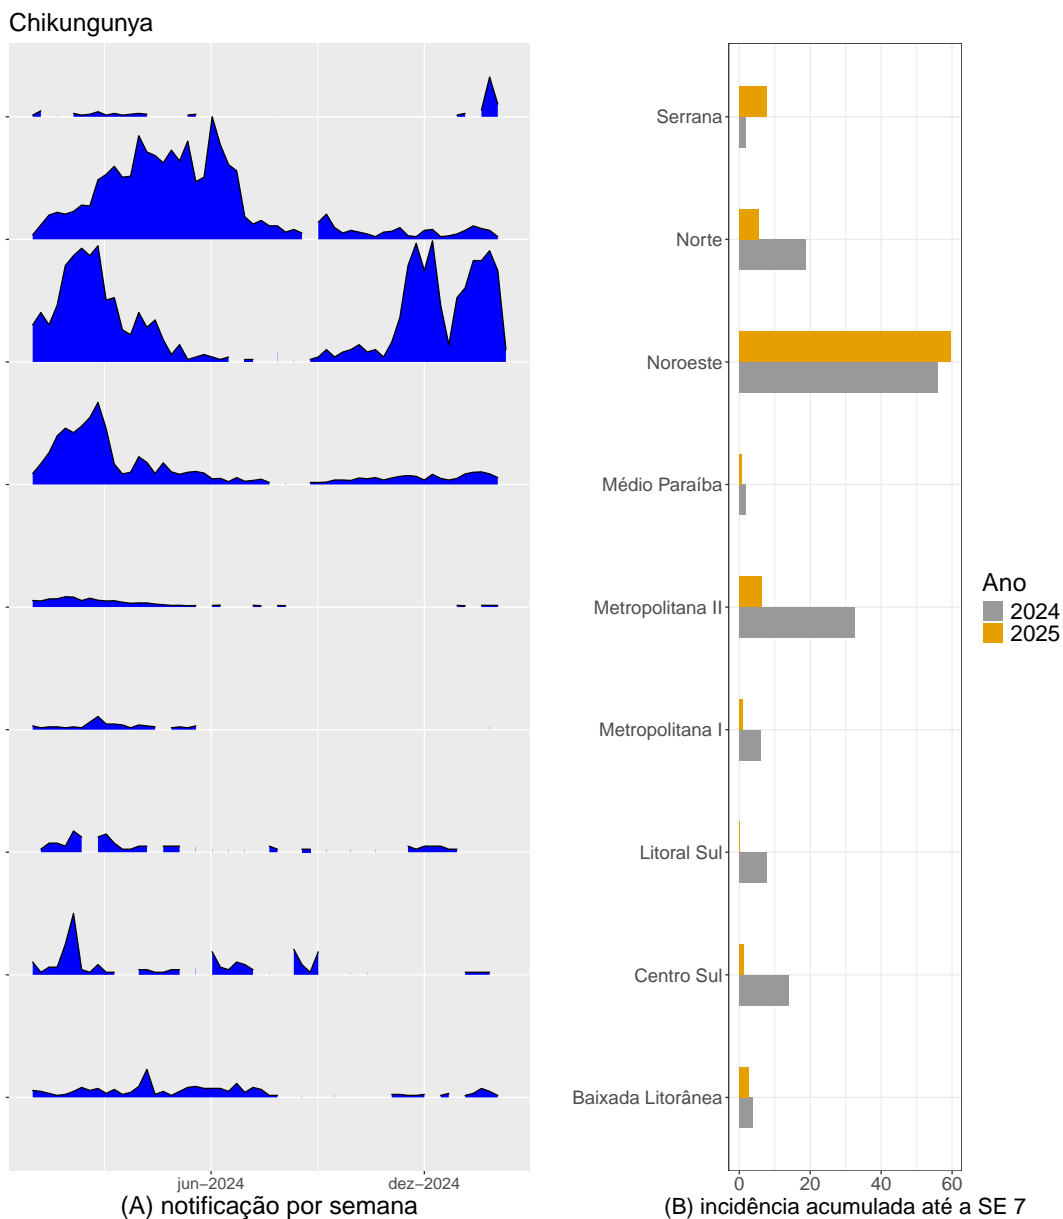 Chikungunya
Serrana
Norte
Noroeste
Médio Paraíba
Metropolitana II
Metropolitana I
Litoral Sul
Centro Sul
Baixada Litorânea
Ano
2024
2025
jun–2024
dez–2024
0
20
40
60
(A) notificação por semana
(B) incidência acumulada até a SE 7